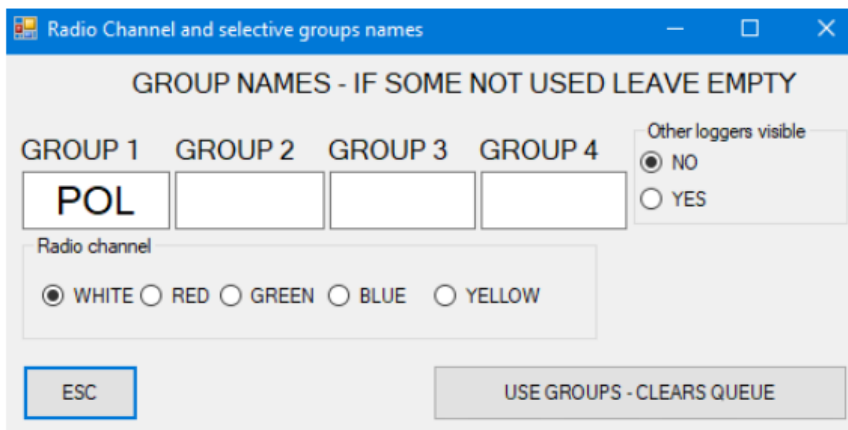 Radio Channel and selective groups names
GROUP NAMES - IF SOME NOT USED LEAVE EMPTY
GROUP 1 GROUP 2 GROUP 3 GROUP 4
POL
Other loggers visible
NO
YES
Radio channel
WHITE RED GREEN BLUE YELLOW
ESC USE GROUPS - CLEARS QUEUE